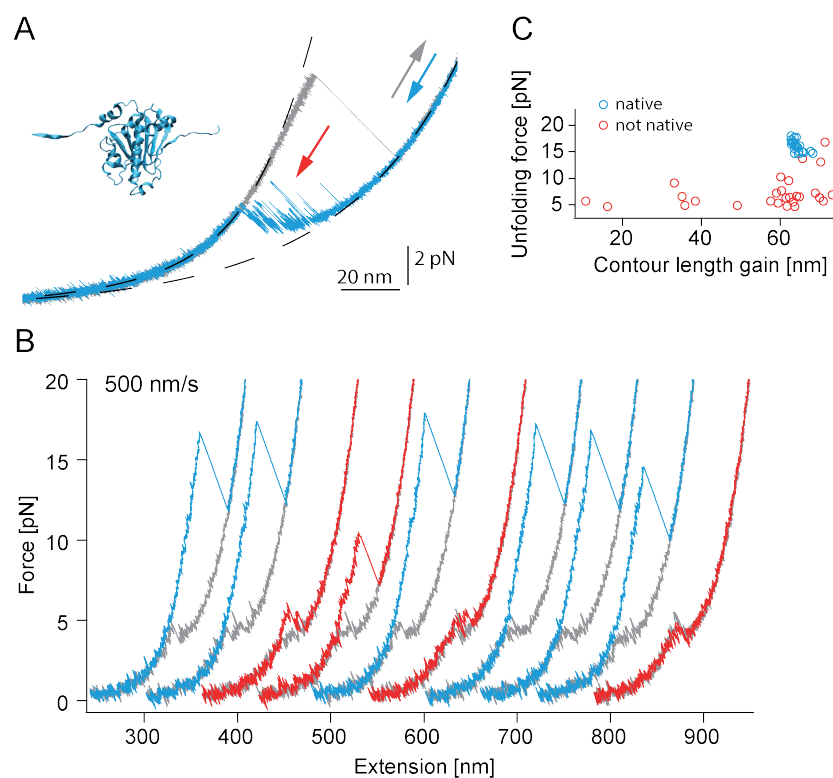 A
20 nm
2 pN
C
native
not native
Unfolding force [pN]
20
15
10
5
20
40
60
Contour length gain [nm]
B
500 nm/s
Force [pN]
20
15
10
5
0
300
400
500
600
700
800
900
Extension [nm]